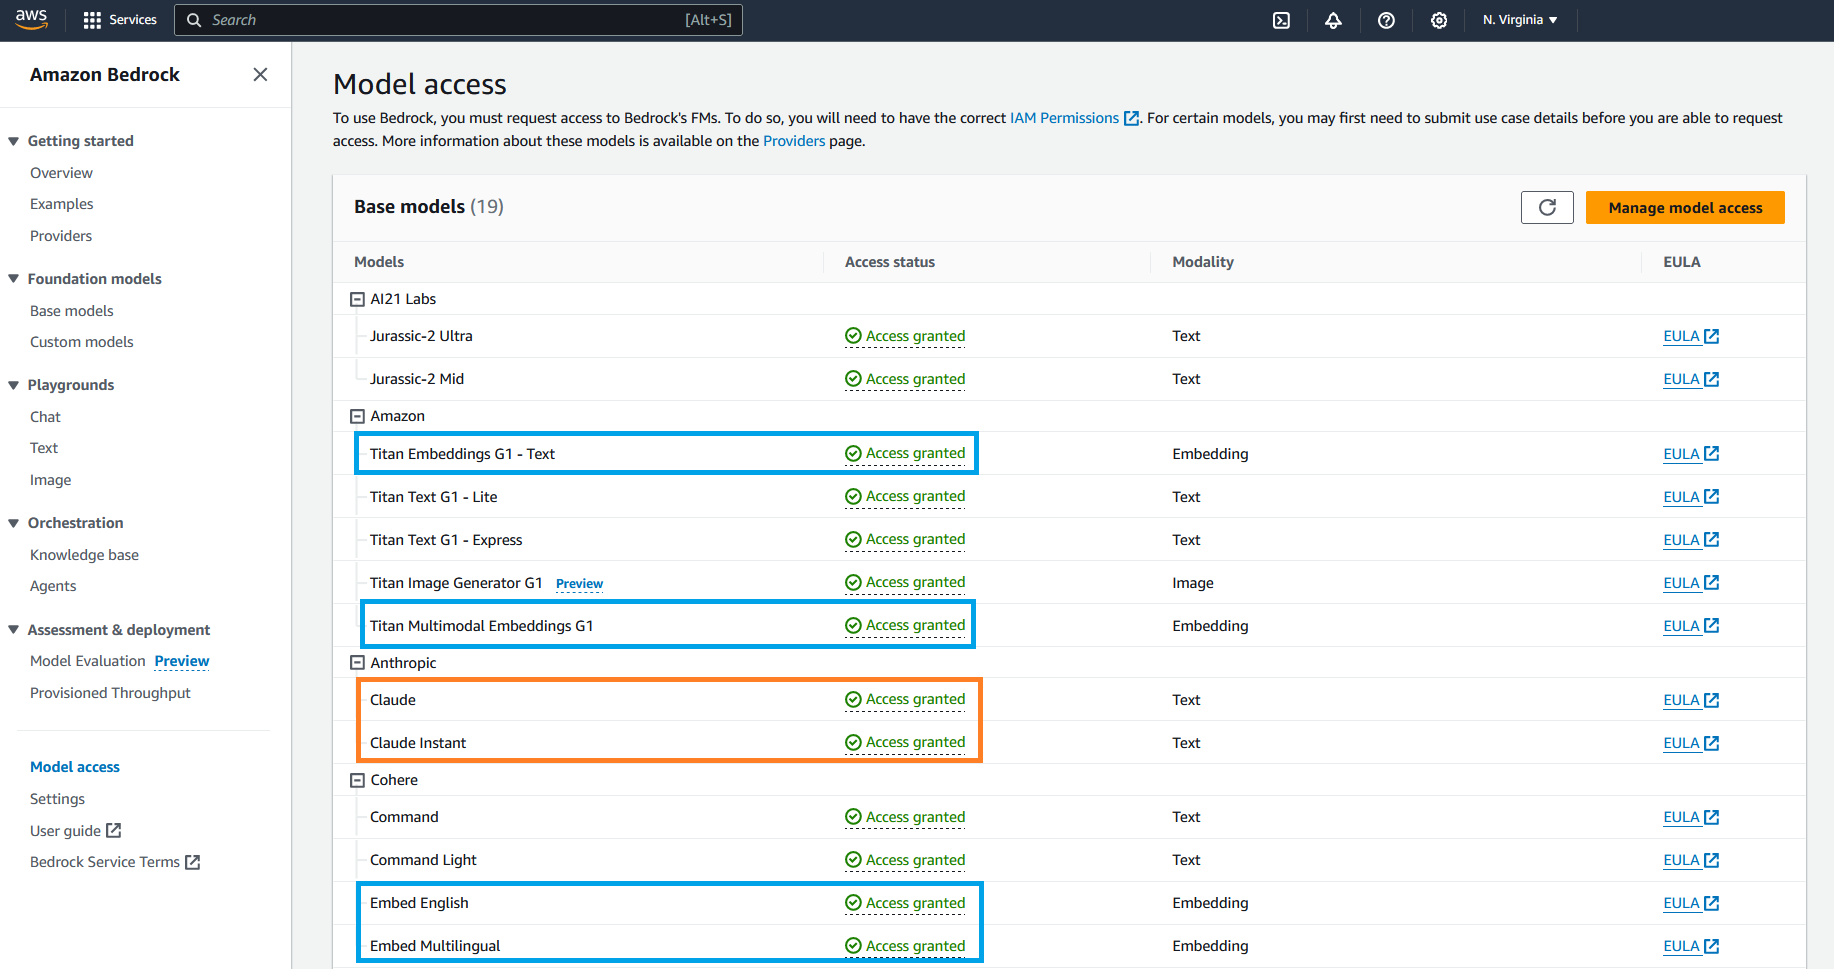 aws
Services
Search
[Alt+S]
N. Virginia
Amazon Bedrock
Getting started
Overview
Examples
Providers
Foundation models
Base models
Custom models
Playgrounds
Chat
Text
Image
Orchestration
Knowledge base
Agents
Assessment & deployment
Model Evaluation Preview
Provisioned Throughput
Model access
Settings
User guide
Bedrock Service Terms
Model access
To use Bedrock, you must request access to Bedrock's FMs. To do so, you will need to have the correct IAM Permissions. For certain models, you may first need to submit use case details before you are able to request
access. More information about these models is available on the Providers page.
Base models (19)
Manage model access
Models Access status Modality EULA
AI21 Labs
Jurassic-2 Ultra Access granted Text EULA
Jurassic-2 Mid Access granted Text EULA
Amazon
Titan Embeddings G1 - Text Access granted Embedding EULA
Titan Text G1 - Lite Access granted Text EULA
Titan Text G1 - Express Access granted Text EULA
Titan Image Generator G1 Preview Access granted Image EULA
Titan Multimodal Embeddings G1 Access granted Embedding EULA
Anthropic
Claude Access granted Text EULA
Claude Instant Access granted Text EULA
Cohere
Command Access granted Text EULA
Command Light Access granted Text EULA
Embed English Access granted Embedding EULA
Embed Multilingual Access granted Embedding EULA